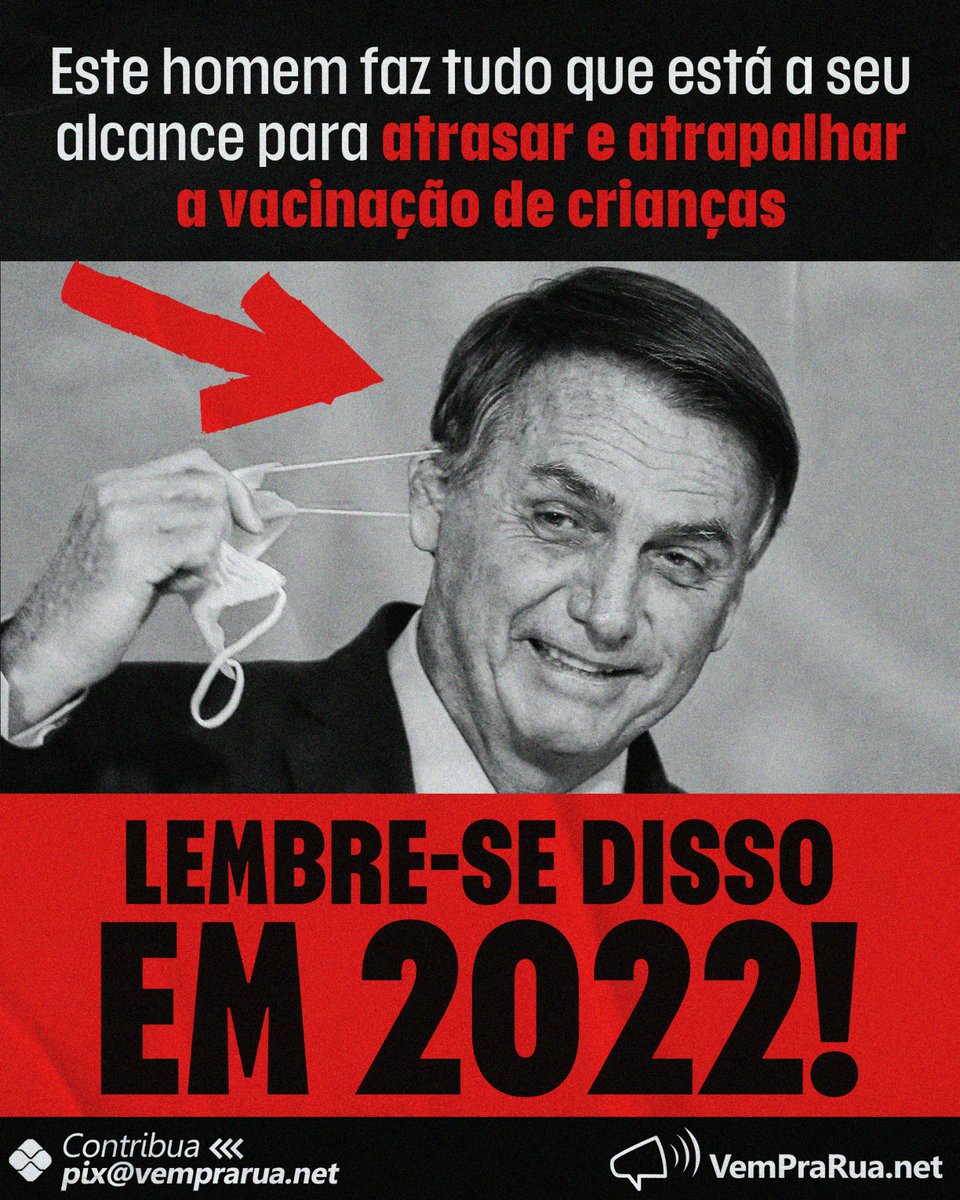 Este homem faz tudo que está a seu
alcance para atrasar e atrapalhar
a vacinação de crianças
LEMBRE-SE DISSO
EM 2022!
Contribua
pix@vemprarua.net
VemPraRua.net